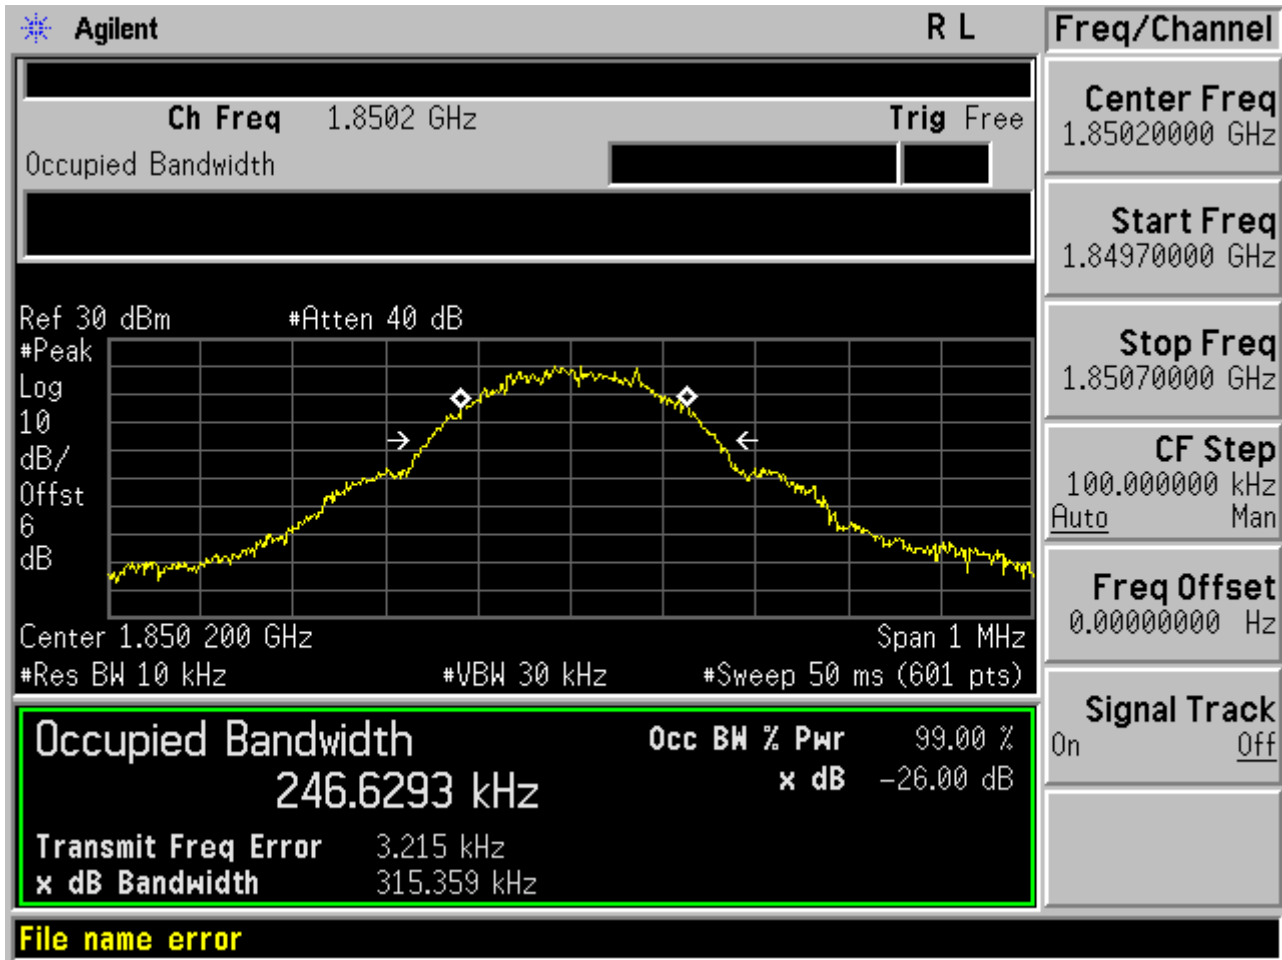 Agilent R L
Freq/Channel
Ch Freq 1.8502 GHz Trig Free
Occupied Bandwidth
Center Freq
1.85020000 GHz
Start Freq
1.84970000 GHz
Stop Freq
1.85070000 GHz
CF Step
100.000000 kHz
Auto Man
Freq Offset
0.00000000 Hz
Signal Track
On Off
Ref 30 dBm #Atten 40 dB
#Peak
Log
10
dB/
Offst
6
dB
Center 1.850 200 GHz Span 1 MHz
#Res BW 10 kHz #VBW 30 kHz #Sweep 50 ms (601 pts)
Occupied Bandwidth
246.6293 kHz
Occ BW % Pwr 99.00 %
x dB -26.00 dB
Transmit Freq Error 3.215 kHz
x dB Bandwidth 315.359 kHz
File name error